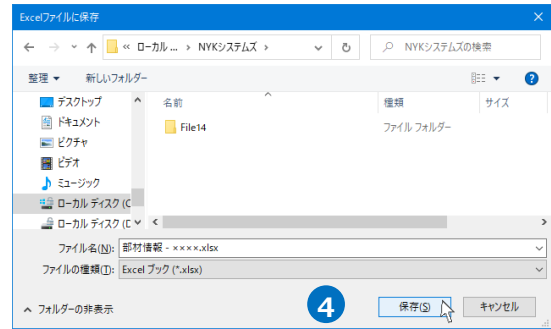 Excelファイルに保存
« ローカル ... › NYKシステムズ ›
NYKシステムズの検索
整理 新しいフォルダー
名前 種類 サイズ
デスクトップ
ドキュメント
ピクチャ
ビデオ
ミュージック
ローカル ディスク (C
ローカル ディスク (D
File14 ファイル フォルダー
ファイル名(N): 部材情報 - ××××.xlsx
ファイルの種類(T): Excel ブック (*.xlsx)
フォルダーの非表示
4
保存(S) キャンセル